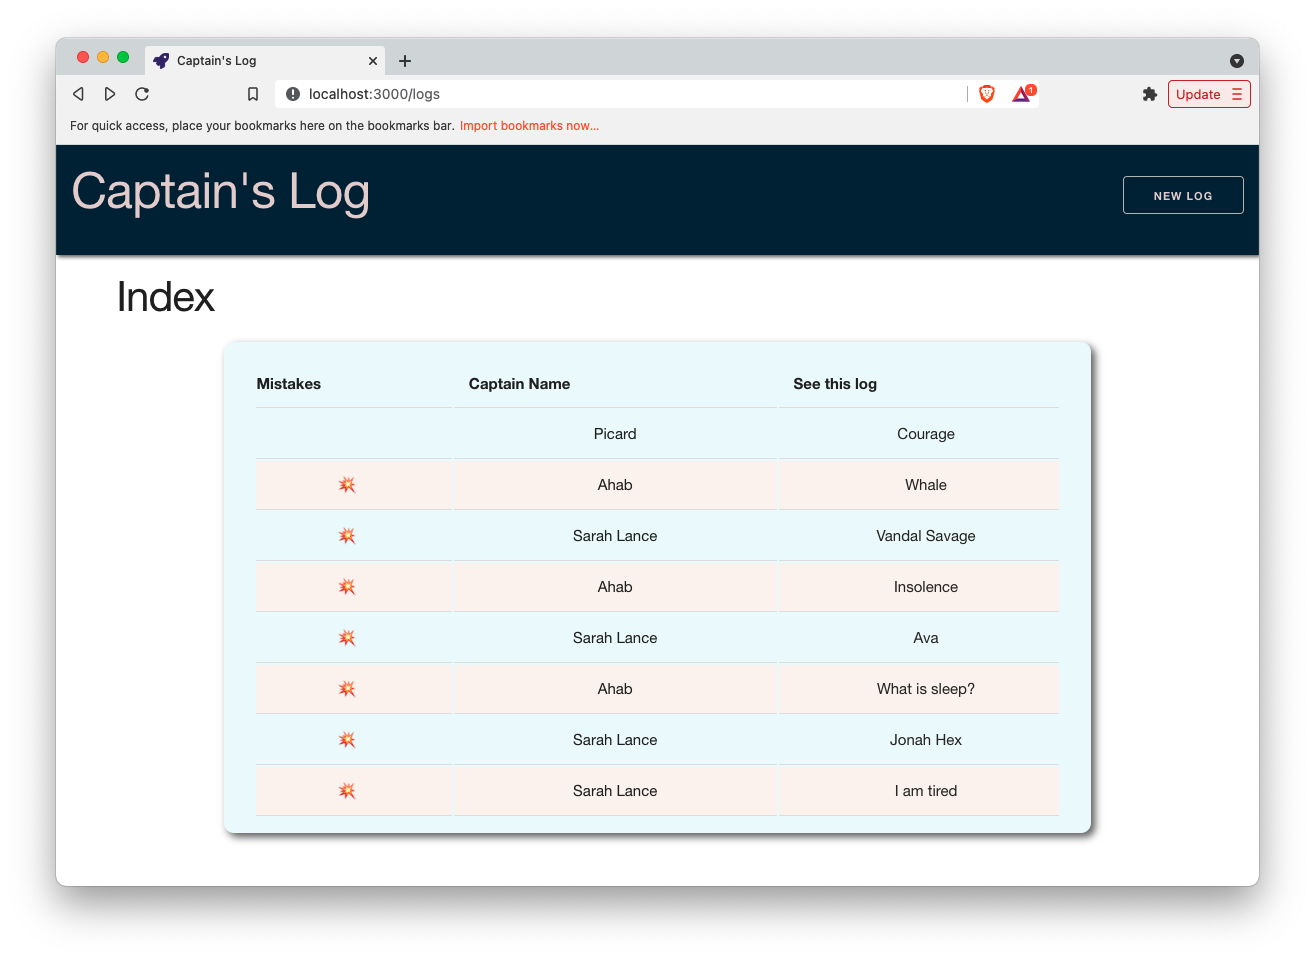 Captain's Log
localhost:3000/logs
1
Update
For quick access, place your bookmarks here on the bookmarks bar. Import bookmarks now...
Captain's Log
NEW LOG
Index
Mistakes Captain Name See this log
Picard Courage
Ahab Whale
Sarah Lance Vandal Savage
Ahab Insolence
Sarah Lance Ava
Ahab What is sleep?
Sarah Lance Jonah Hex
Sarah Lance I am tired